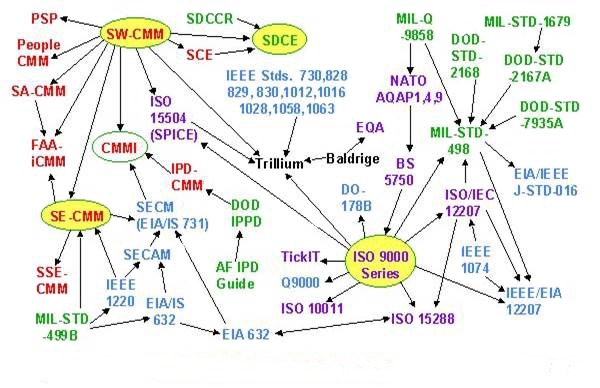 PSP
SW-CMM
SDCCR
SDCE
SCE
People
CMM
SA-CMM
MIL-Q
-9858
MIL-STD-1679
DOD-
STD-
2168
DOD-STD
-2167A
IEEE Stds. 730,828
829, 830,1012,1016
1028,1058,1063
NATO
AQAP1,4,9
DOD-STD
-7935A
ISO
15504
(SPICE)
EQA
MIL-STD-
498
FAA-
iCMM
CMMI
Trillium
Baldrige
BS
5750
IPD-
CMM
EIA/IEEE
J-STD-016
DO-
178B
ISO/IEC
12207
SE-CMM
SECM
(EIA/IS 731)
DOD
IPPD
SECAM
TickIT
ISO 9000
Series
IEEE
1074
SSE-
CMM
AF IPD
Guide
Q9000
IEEE
1220
EIA/IS
632
ISO 10011
IEEE/EIA
12207
MIL-STD
-499B
EIA 632
ISO 15288